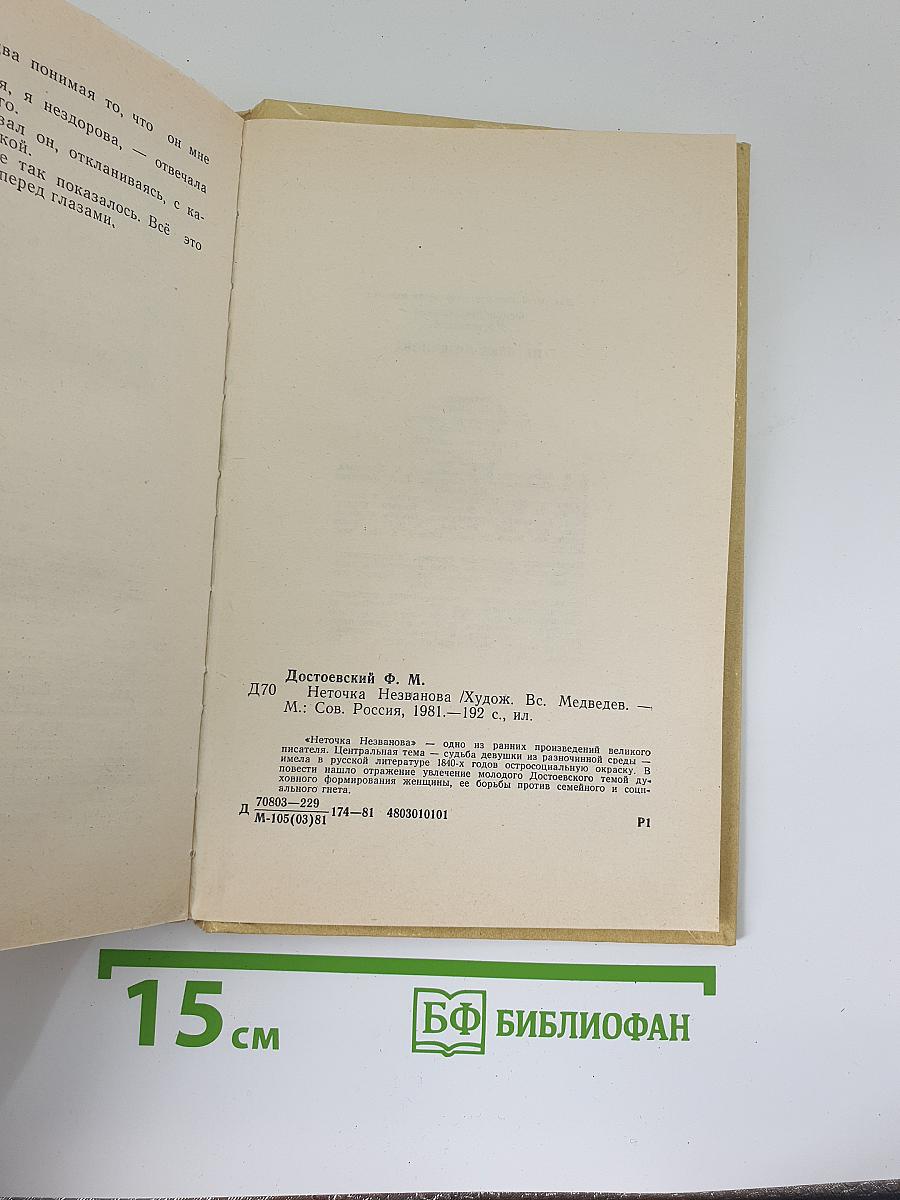 два понимая то, что он мне
я, я нездорова, — отвечала
го.
зал он, откланиваясь, с ка-
кой.
е так показалось. Всё это
перед глазами.
Достоевский Ф. М.
Д70 Неточка Незванова /Худож. Вс. Медведев. —
М.: Сов. Россия, 1981.—192 с., ил.
«Неточка Незванова» — одно из ранних произведений великого
писателя. Центральная тема — судьба девушки из разночинной среды —
имела в русской литературе 1840-х годов остросоциальную окраску. В
повести нашло отражение увлечение молодого Достоевского темой ду-
ховного формирования женщины, ее борьбы против семейного и соци-
ального гнета.
Д 70803—229
М-105(03)81 174—81 4803010101
Р1
15 см
БФ БИБЛИОФАН